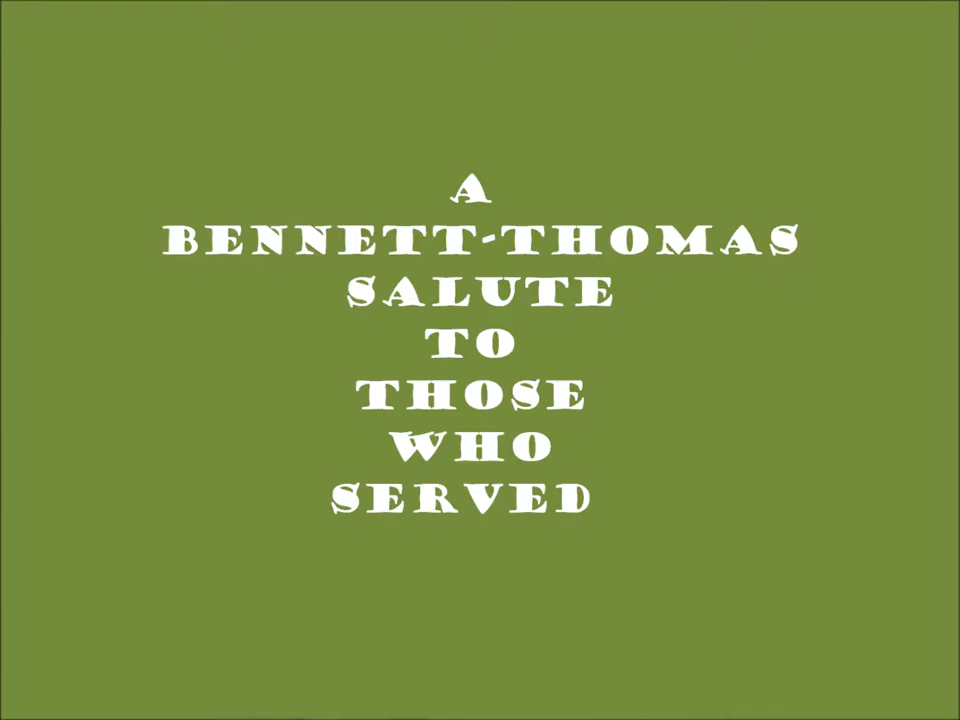 A
BENNETT-THOMAS
SALUTE
TO
THOSE
WHO
SERVED